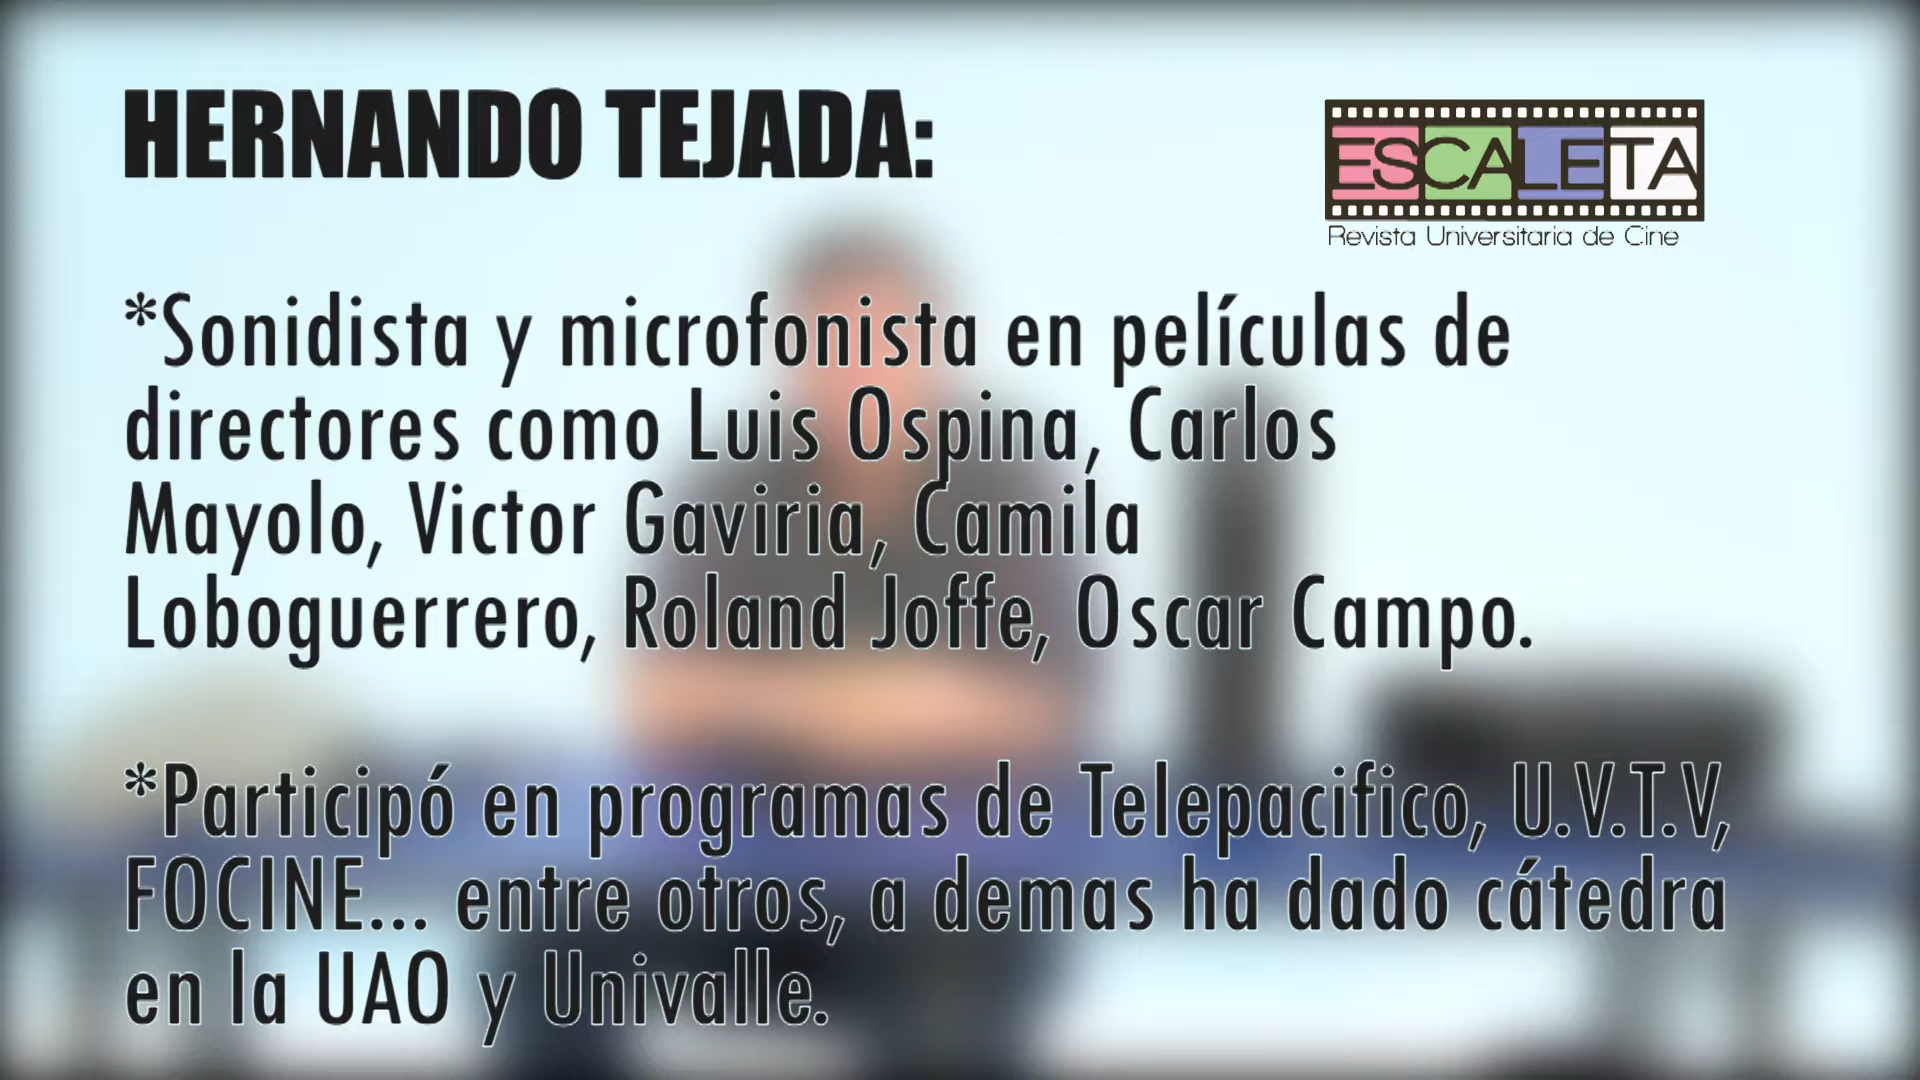 HERNANDO TEJADA:
ESCALETA
Revista Universitaria de Cine
*Sonidista y microfonista en películas de
directores como Luis Ospina, Carlos
Mayolo, Victor Gaviria, Camila
Loboguerrero, Roland Joffe, Oscar Campo.
*Participó en programas de Telepacifico, U.V.T.V,
FOCINE... entre otros, a demas ha dado cátedra
en la UAO y Univalle.